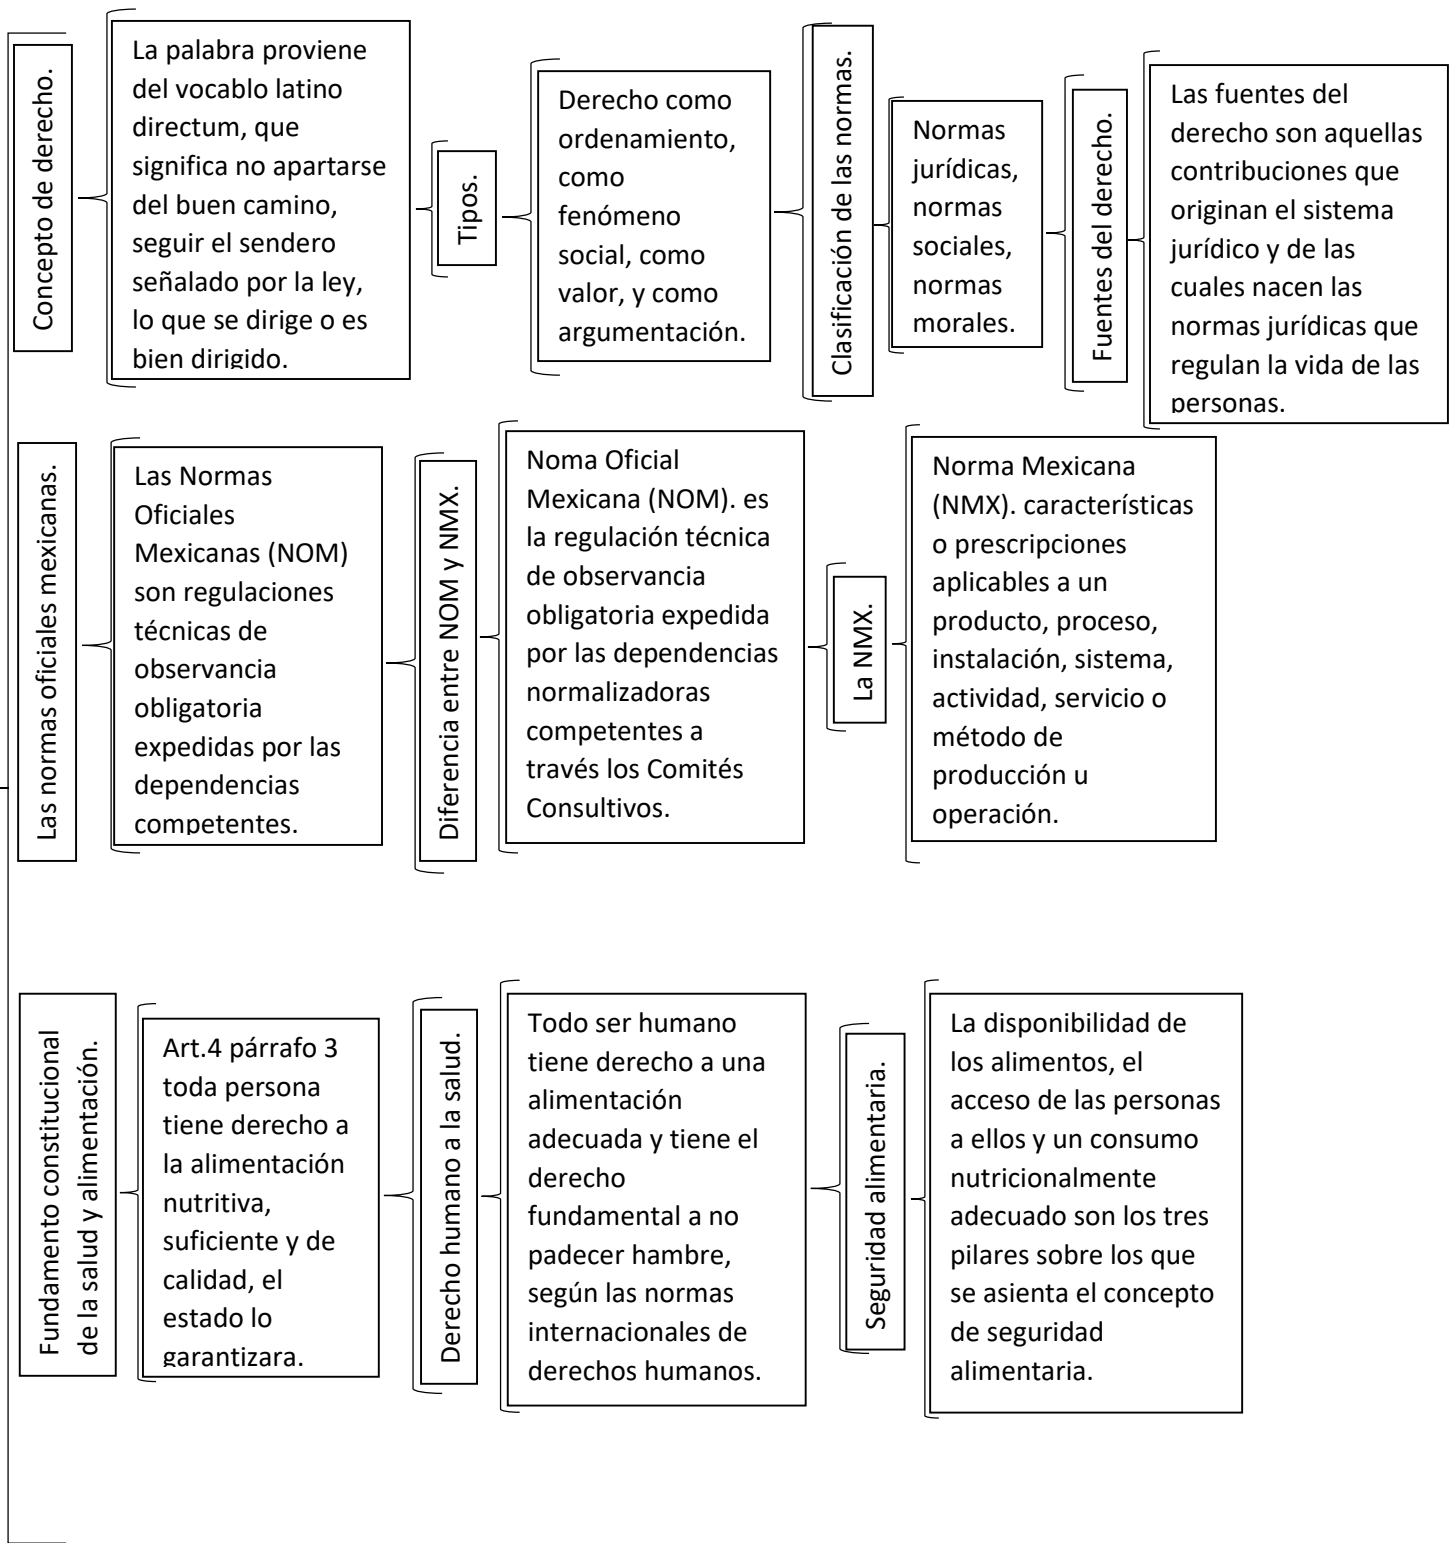 Concepto de derecho.
La palabra proviene
del vocablo latino
directum, que
significa no apartarse
del buen camino,
seguir el sendero
señalado por la ley,
lo que se dirige o es
bien dirigido.
Tipos.
Derecho como
ordenamiento,
como
fenómeno
social, como
valor, y como
argumentación.
Clasificación de las normas.
Normas
jurídicas,
normas
sociales,
normas
morales.
Fuentes del derecho.
Las fuentes del
derecho son aquellas
contribuciones que
originan el sistema
jurídico y de las
cuales nacen las
normas jurídicas que
regulan la vida de las
personas.
Las normas oficiales mexicanas.
Las Normas
Oficiales
Mexicanas (NOM)
son regulaciones
técnicas de
observancia
obligatoria
expedidas por las
dependencias
competentes.
Diferencia entre NOM y NMX.
Noma Oficial
Mexicana (NOM). es
la regulación técnica
de observancia
obligatoria expedida
por las dependencias
normalizadoras
competentes a
través los Comités
Consultivos.
La NMX.
Norma Mexicana
(NMX). características
o prescripciones
aplicables a un
producto, proceso,
instalación, sistema,
actividad, servicio o
método de
producción u
operación.
Fundamento constitucional
de la salud y alimentación.
Art.4 párrafo 3
toda persona
tiene derecho a
la alimentación
nutritiva,
suficiente y de
calidad, el
estado lo
garantizara.
Derecho humano a la salud.
Todo ser humano
tiene derecho a una
alimentación
adecuada y tiene el
derecho
fundamental a no
padecer hambre,
según las normas
internacionales de
derechos humanos.
Seguridad alimentaria.
La disponibilidad de
los alimentos, el
acceso de las personas
a ellos y un consumo
nutricionalmente
adecuado son los tres
pilares sobre los que
se asienta el concepto
de seguridad
alimentaria.